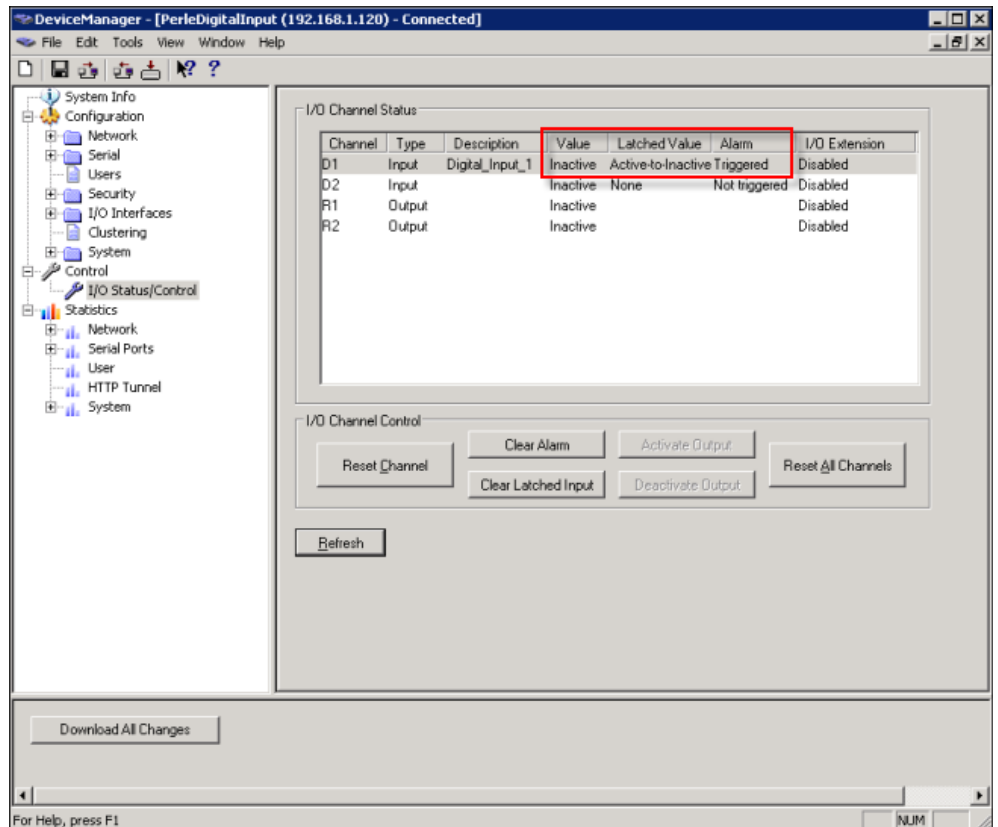 DeviceManager - [PerleDigitalInput (192.168.1.120) - Connected]
File Edit Tools View Window Help
System Info
Configuration
Network
Serial
Users
Security
I/O Interfaces
Clustering
System
Control
I/O Status/Control
Statistics
Network
Serial Ports
User
HTTP Tunnel
System
I/O Channel Status
Channel Type Description Value Latched Value Alarm I/O Extension
D1 Input Digital_Input_1 Inactive Active-to-Inactive Triggered Disabled
D2 Input Inactive None Not triggered Disabled
R1 Output Inactive Disabled
R2 Output Inactive Disabled
I/O Channel Control
Reset Channel
Clear Alarm
Activate Output
Reset All Channels
Clear Latched Input
Deactivate Output
Refresh
Download All Changes
For Help, press F1
NUM